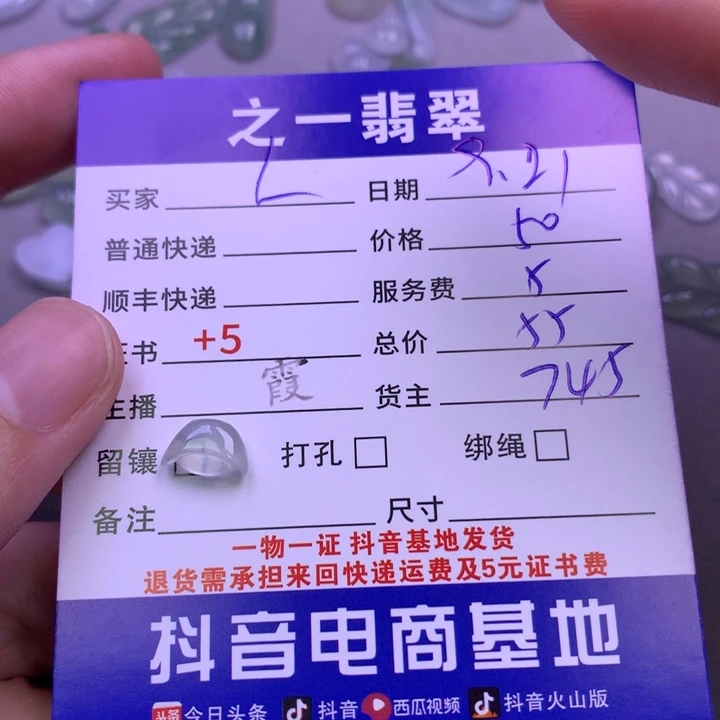 之一翡翠
买家 L 日期 9.21
普通快递 价格 50
顺丰快递 服务费 5
证书 +5 总价 55
主播 霞 货主 745
留镶 打孔 绑绳
备注 尺寸
一物一证 抖音基地发货
退货需承担来回快递运费及5元证书费
抖音电商基地
头条 今日头条 抖音 西瓜视频 抖音火山版